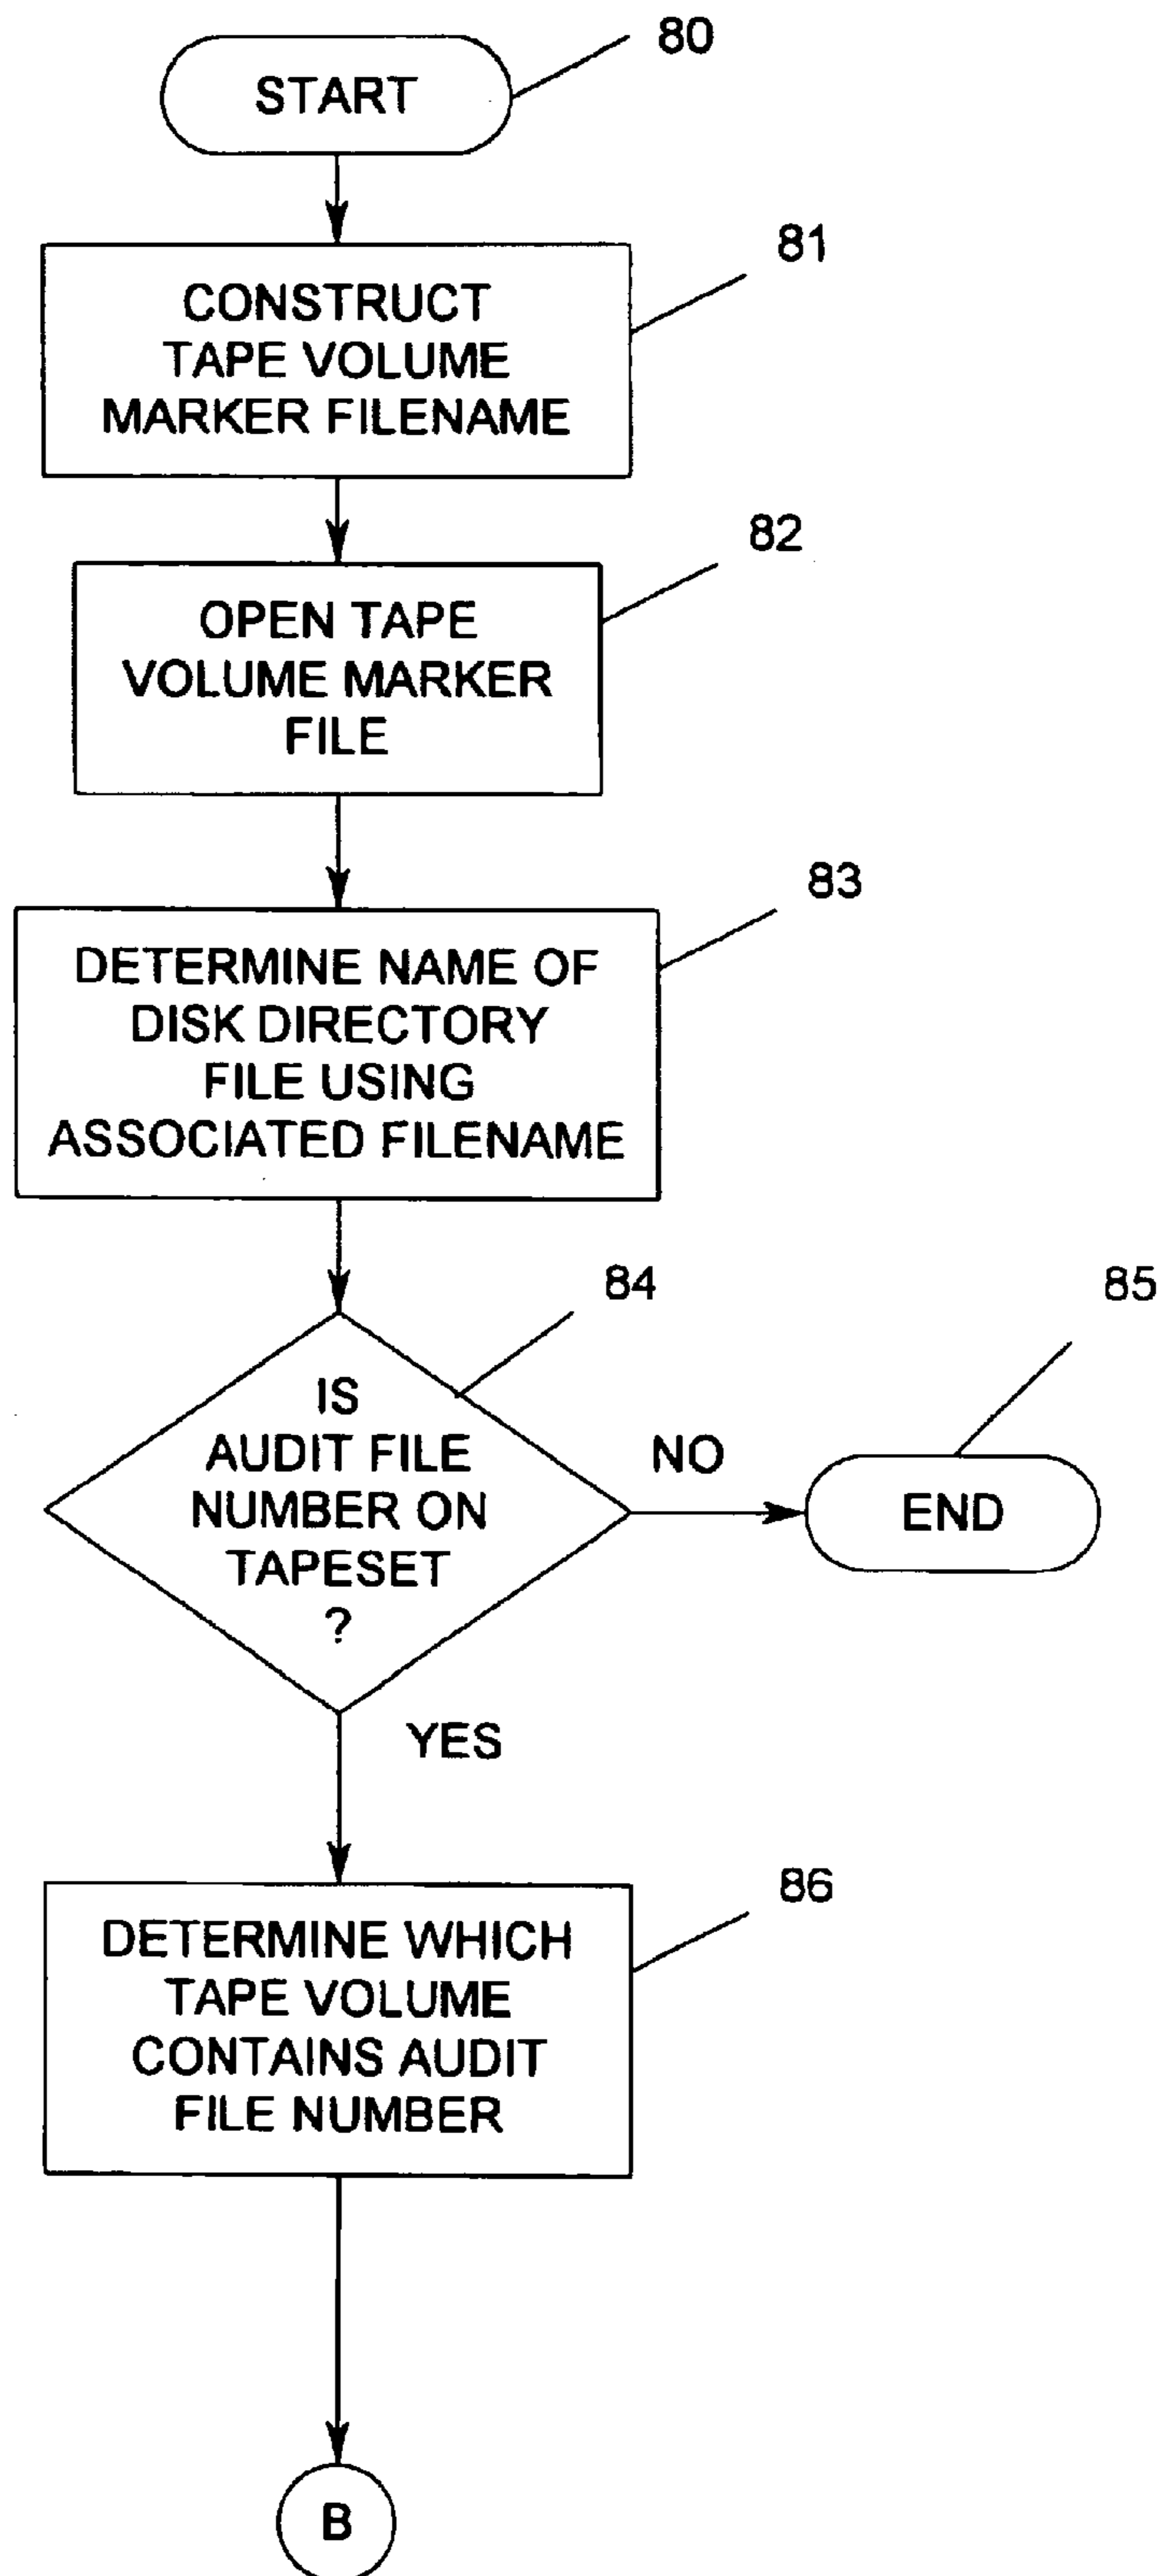 START
80
CONSTRUCT
TAPE VOLUME
MARKER FILENAME
81
OPEN TAPE
VOLUME MARKER
FILE
82
DETERMINE NAME OF
DISK DIRECTORY
FILE USING
ASSOCIATED FILENAME
83
IS
AUDIT FILE
NUMBER ON
TAPESET
?
84
NO
END
85
YES
DETERMINE WHICH
TAPE VOLUME
CONTAINS AUDIT
FILE NUMBER
86
B